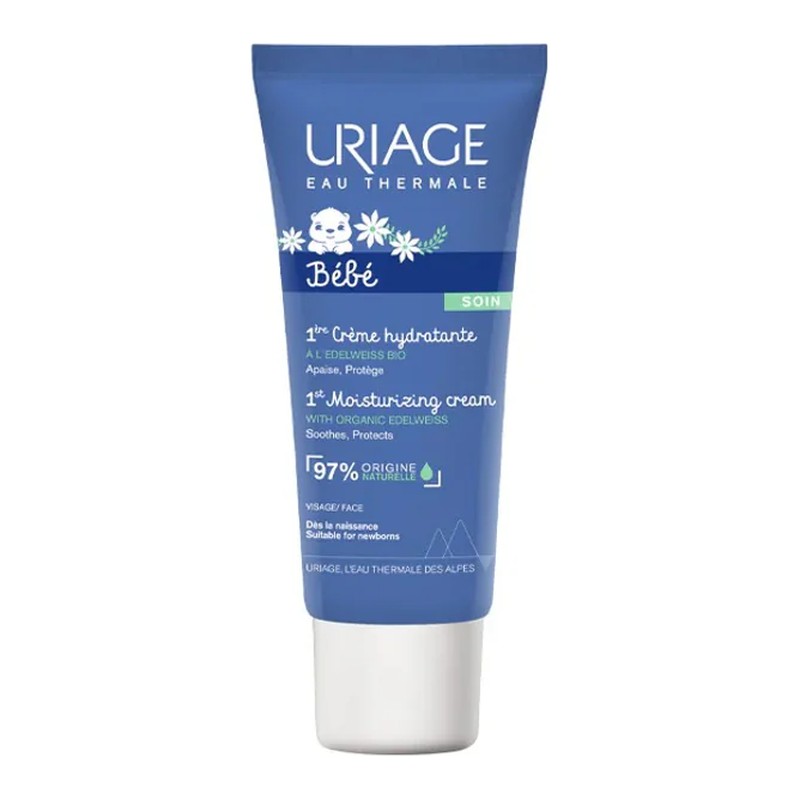 URIAGE
EAU THERMALE
Bébé
SOIN
1ère Crème hydratante
À L'EDELWEISS BIO
Apaise, Protège
1st Moisturizing cream
WITH ORGANIC EDELWEISS
Soothes, Protects
97% ORIGINE
NATURELLE
VISAGE/ FACE
Dès la naissance
Suitable for newborns
URIAGE, L'EAU THERMALE DES ALPES